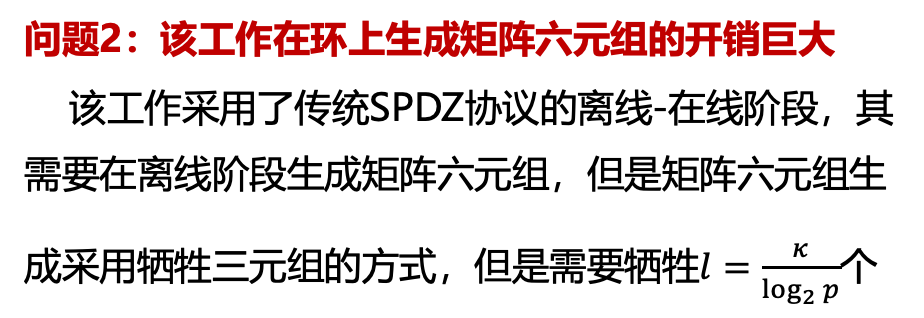 问题2：该工作在环上生成矩阵六元组的开销巨大
该工作采用了传统SPDZ协议的离线-在线阶段，其
需要在离线阶段生成矩阵六元组，但是矩阵六元组生
成采用牺牲三元组的方式，但是需要牺牲$l = \frac{\kappa}{\log_2 p}$个